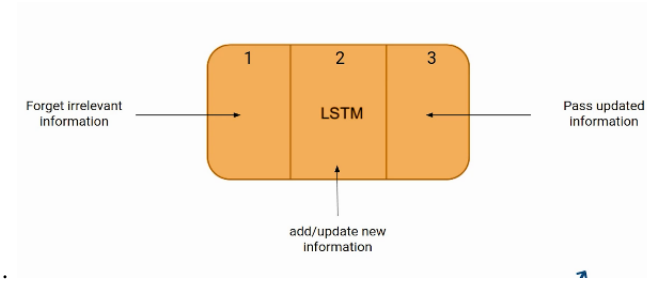 1 2 3
Forget irrelevant
information
LSTM
Pass updated
information
add/update new
information